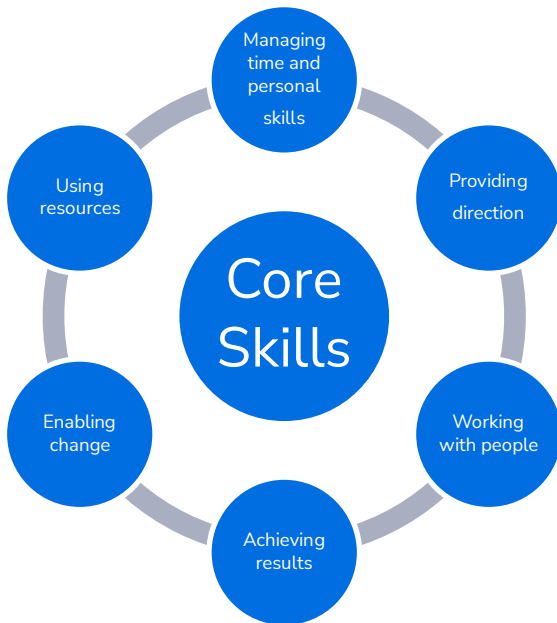 Managing
time and
personal
skills
Providing
direction
Working
with people
Achieving
results
Enabling
change
Using
resources
Core
Skills